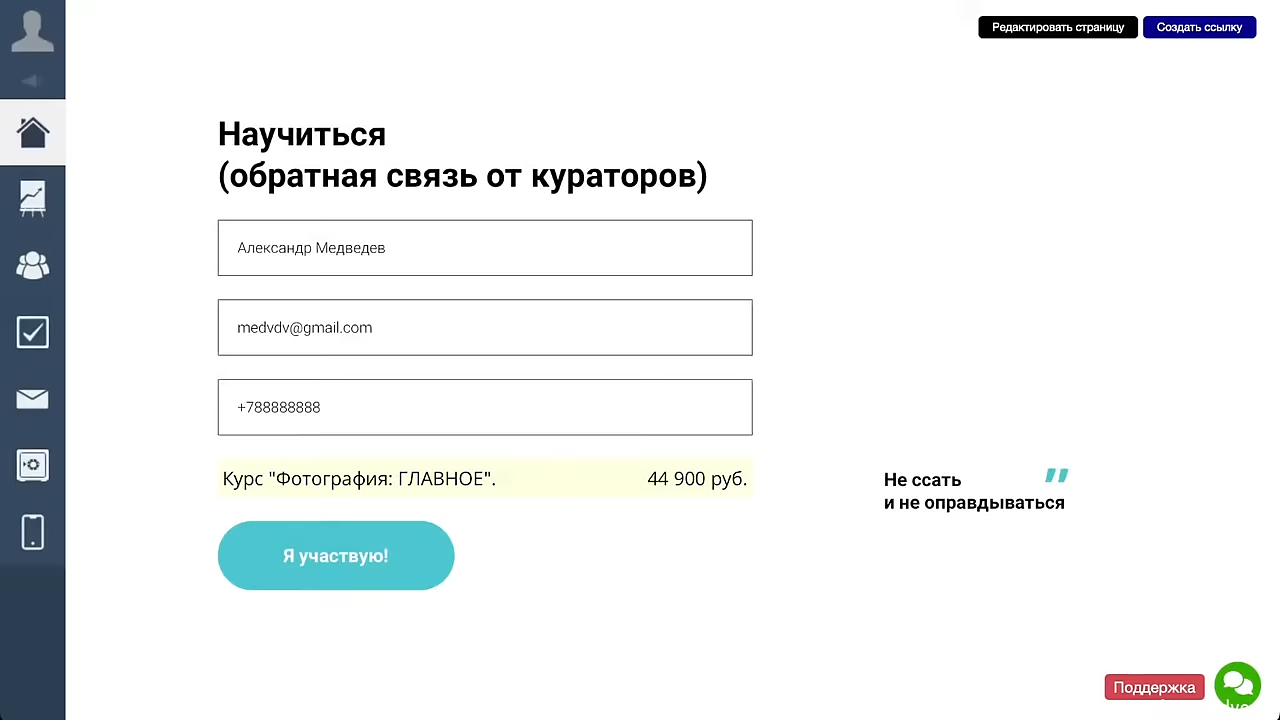 Редактировать страницу
Создать ссылку
Научиться
(обратная связь от кураторов)
Александр Медведев
medvdv@gmail.com
+788888888
Курс "Фотография: ГЛАВНОЕ". 44 900 руб.
Не ссать
и не оправдываться
Я участвую!
Поддержка